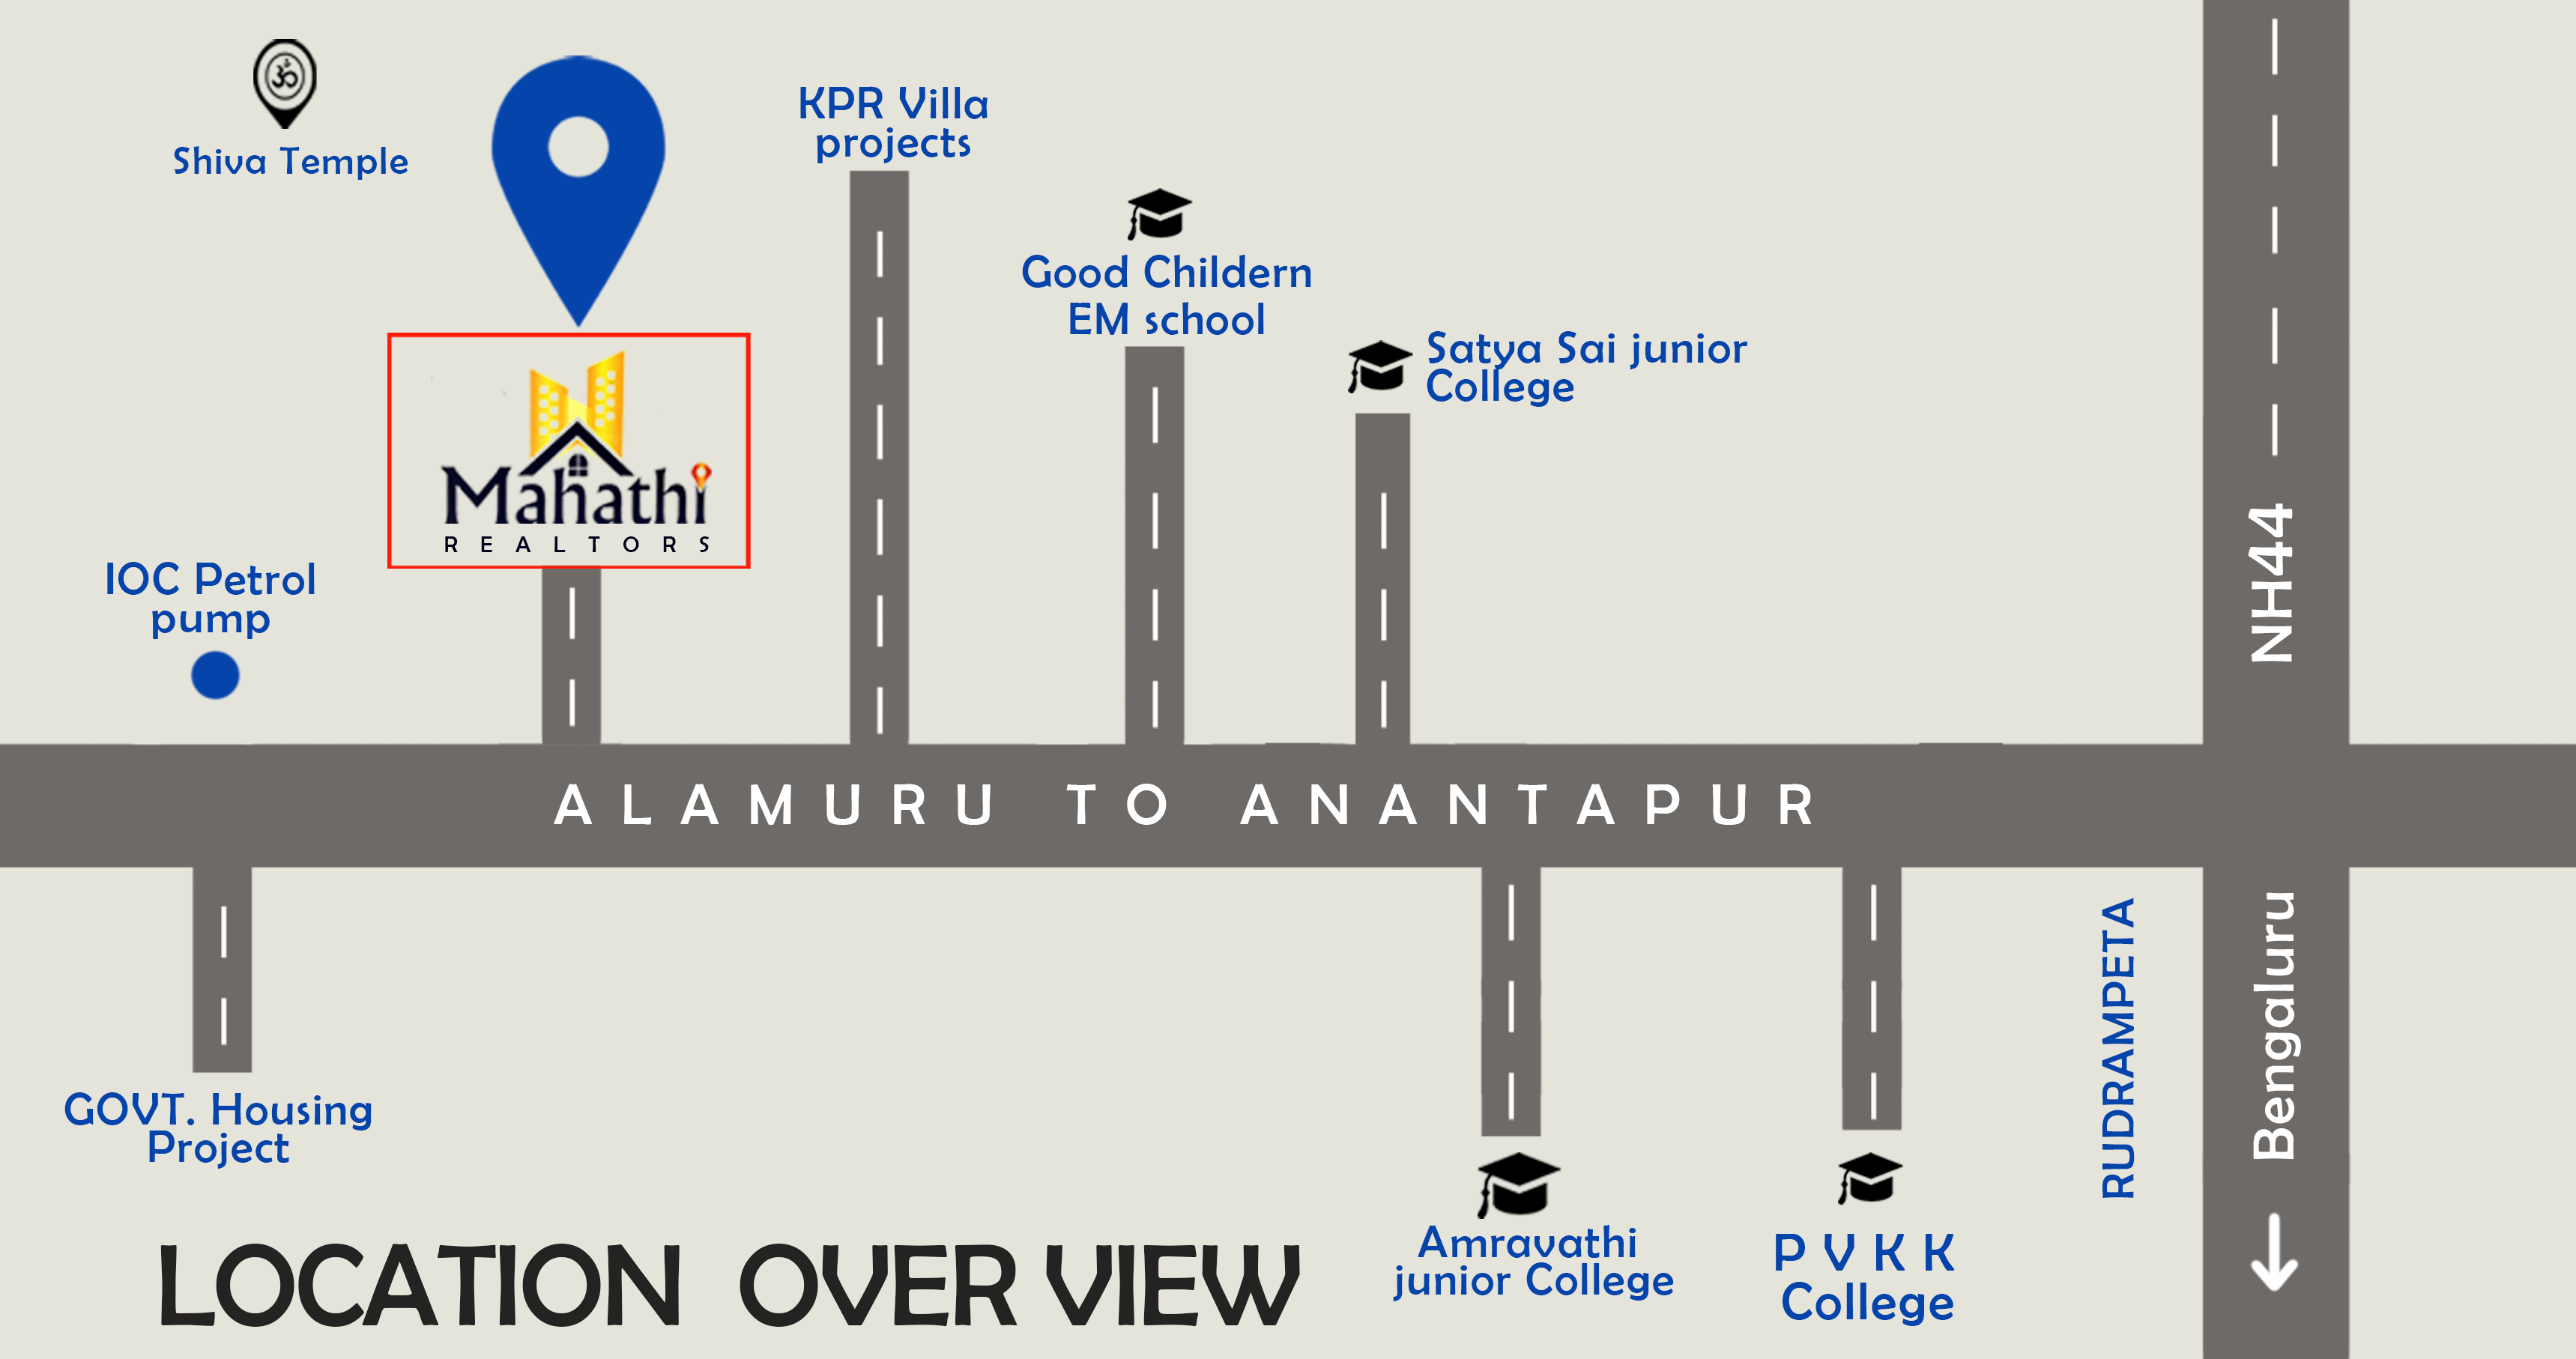 ॐ
Shiva Temple
KPR Villa
projects
Good Childern
EM school
Satya Sai junior
College
Mahathi
REALTORS
IOC Petrol
pump
NH44
ALAMURU TO ANANTAPUR
GOVT. Housing
Project
Amravathi
junior College
P V K K
College
RUDRAMPETA
Bengaluru
LOCATION OVER VIEW